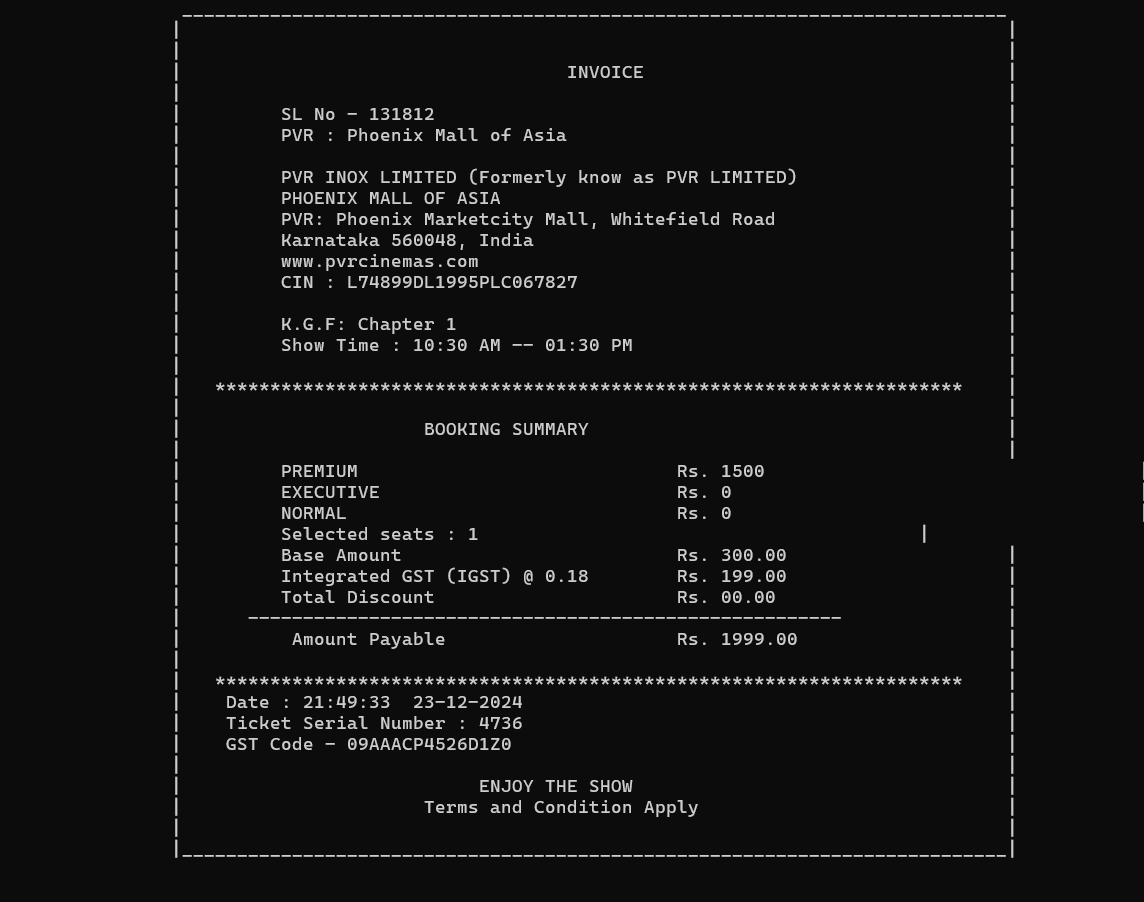 INVOICE
SL No - 131812
PVR : Phoenix Mall of Asia
PVR INOX LIMITED (Formerly know as PVR LIMITED)
PHOENIX MALL OF ASIA
PVR: Phoenix Marketcity Mall, Whitefield Road
Karnataka 560048, India
www.pvrcinemas.com
CIN : L74899DL1995PLC067827
K.G.F: Chapter 1
Show Time : 10:30 AM -- 01:30 PM
********************************************************************
BOOKING SUMMARY
PREMIUM Rs. 1500
EXECUTIVE Rs. 0
NORMAL Rs. 0
Selected seats : 1
Base Amount Rs. 300.00
Integrated GST (IGST) @ 0.18 Rs. 199.00
Total Discount Rs. 00.00
------------------------------------------------------
Amount Payable Rs. 1999.00
********************************************************************
Date : 21:49:33 23-12-2024
Ticket Serial Number : 4736
GST Code - 09AAACP4526D1Z0
ENJOY THE SHOW
Terms and Condition Apply